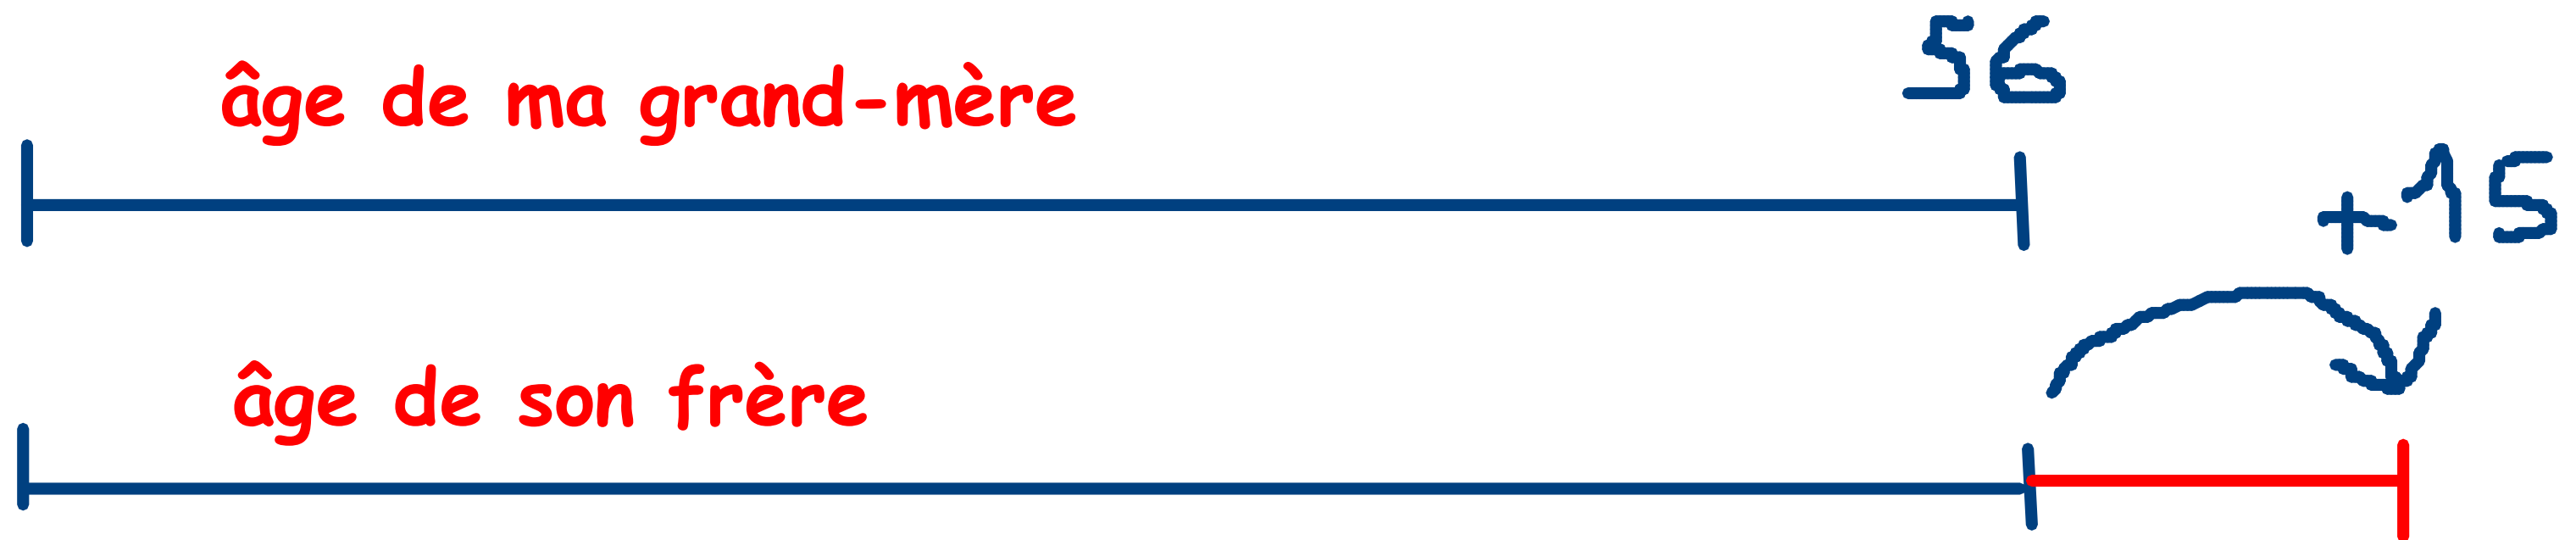 56
âge de ma grand-mère
+15
âge de son frère